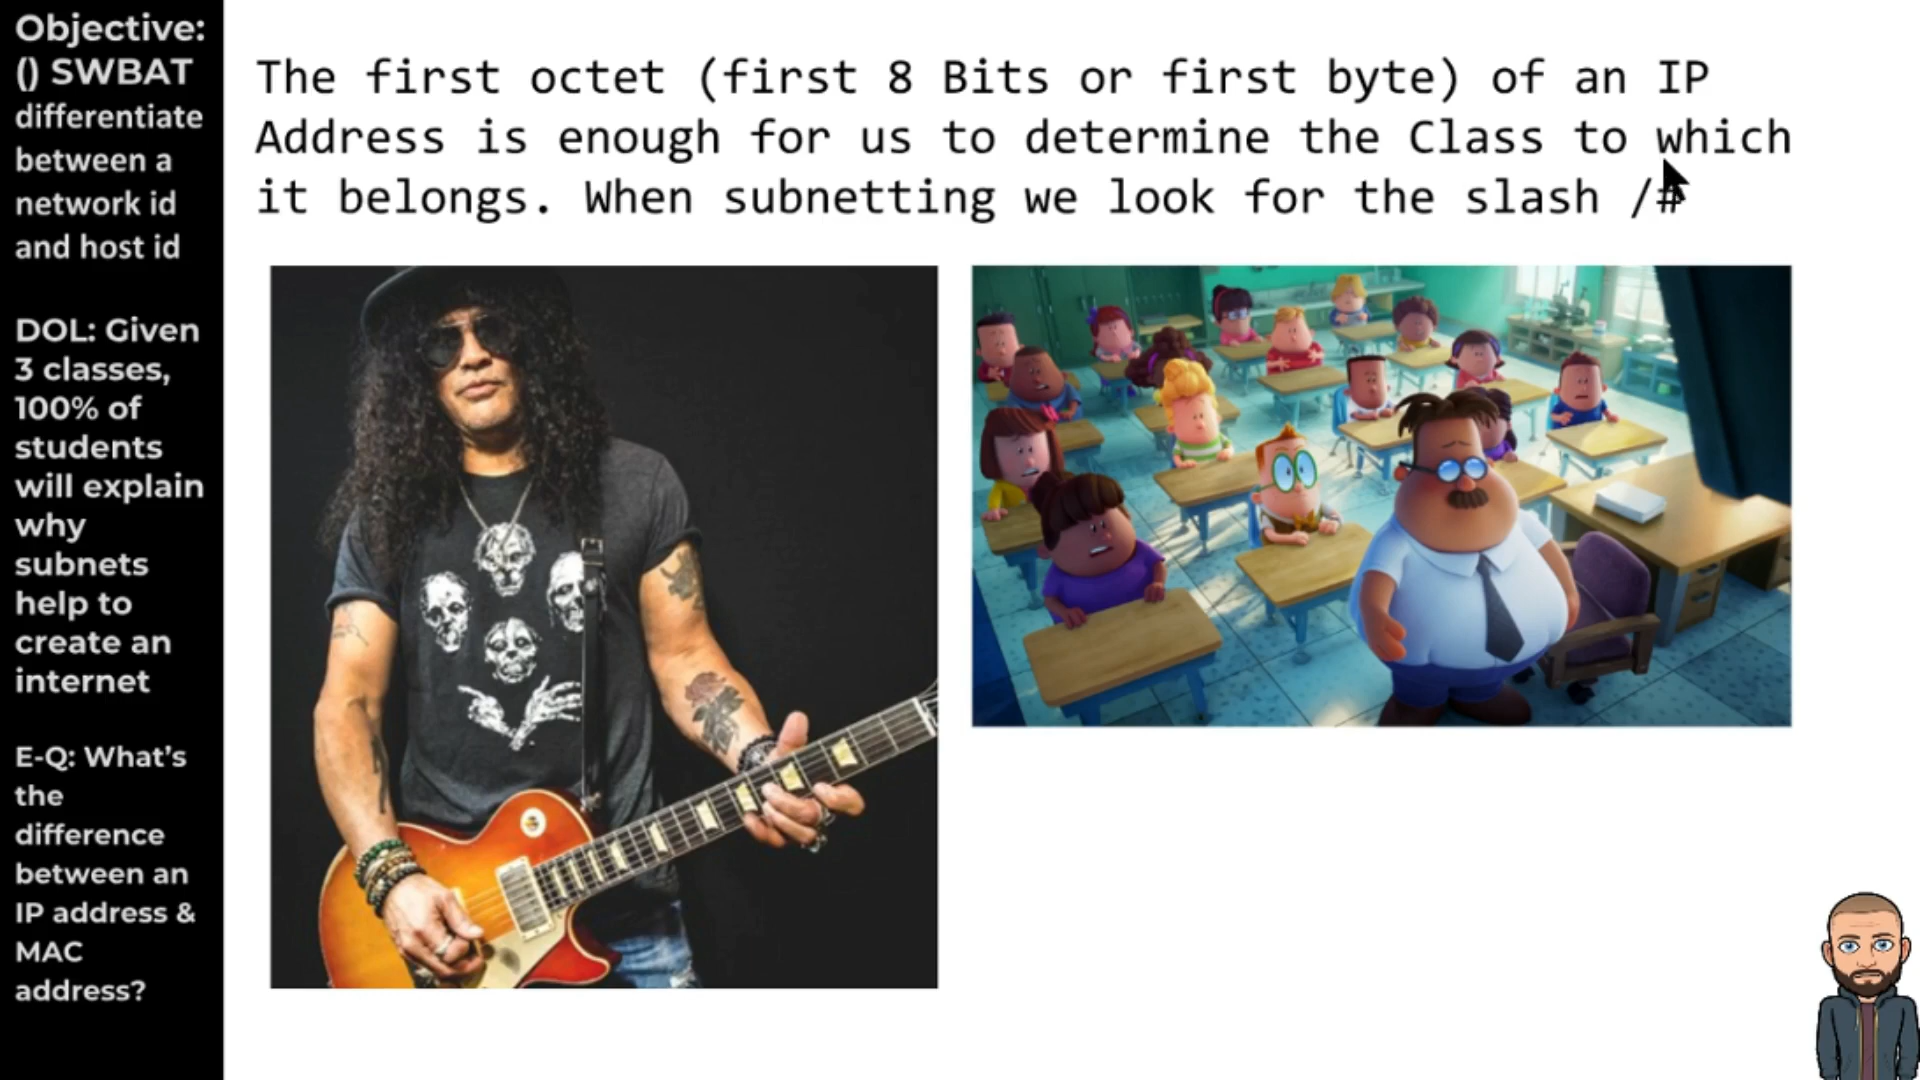 Objective:
() SWBAT
differentiate
between a
network id
and host id
DOL: Given
3 classes,
100% of
students
will explain
why
subnets
help to
create an
internet
E-Q: What's
the
difference
between an
IP address &
MAC
address?
The first octet (first 8 Bits or first byte) of an IP
Address is enough for us to determine the Class to which
it belongs. When subnetting we look for the slash /#